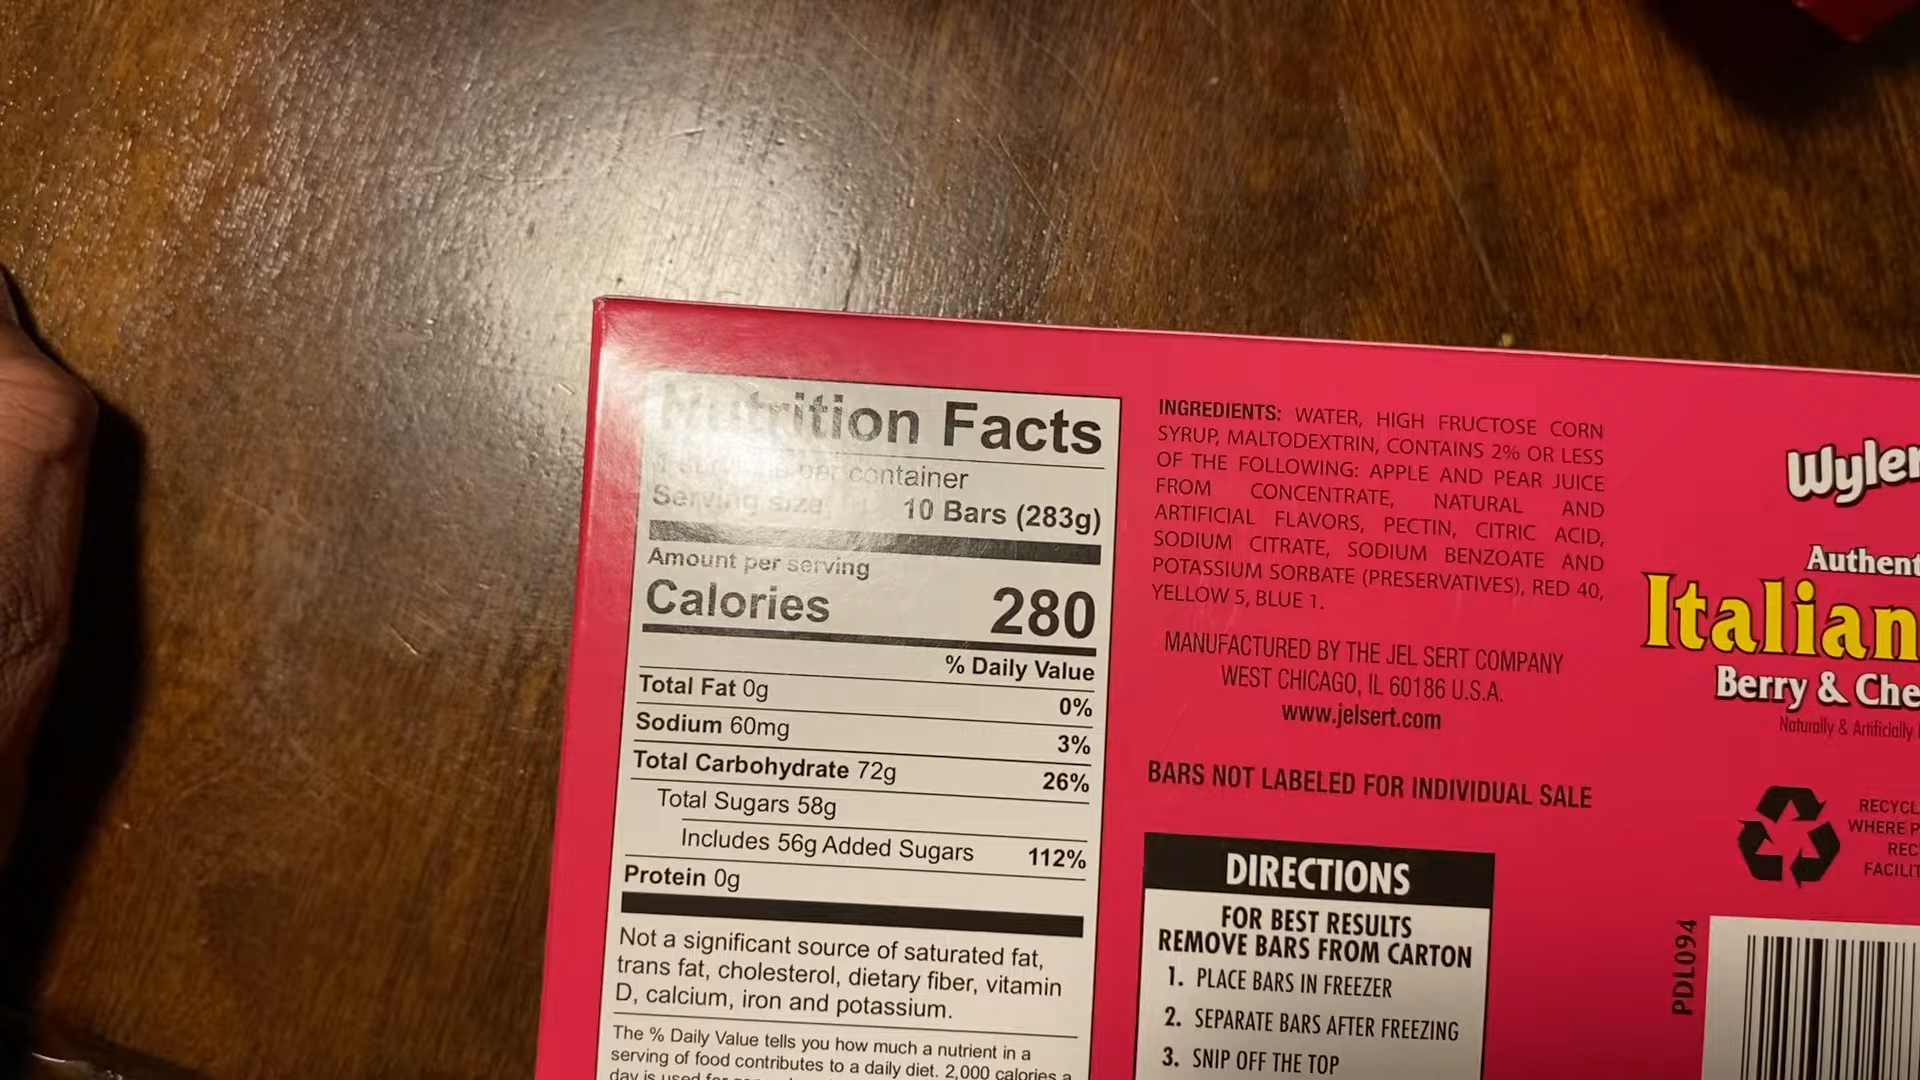 Nutrition Facts
1 serving per container
Serving size 10 Bars (283g)
Amount per serving
Calories 280
% Daily Value
Total Fat 0g 0%
Sodium 60mg 3%
Total Carbohydrate 72g 26%
Total Sugars 58g
Includes 56g Added Sugars 112%
Protein 0g
Not a significant source of saturated fat,
trans fat, cholesterol, dietary fiber, vitamin
D, calcium, iron and potassium.
The % Daily Value tells you how much a nutrient in a
serving of food contributes to a daily diet. 2,000 calories a
day is used for
INGREDIENTS: WATER, HIGH FRUCTOSE CORN
SYRUP, MALTODEXTRIN, CONTAINS 2% OR LESS
OF THE FOLLOWING: APPLE AND PEAR JUICE
FROM CONCENTRATE, NATURAL AND
ARTIFICIAL FLAVORS, PECTIN, CITRIC ACID,
SODIUM CITRATE, SODIUM BENZOATE AND
POTASSIUM SORBATE (PRESERVATIVES), RED 40,
YELLOW 5, BLUE 1.
MANUFACTURED BY THE JEL SERT COMPANY
WEST CHICAGO, IL 60186 U.S.A.
www.jelsert.com
BARS NOT LABELED FOR INDIVIDUAL SALE
DIRECTIONS
FOR BEST RESULTS
REMOVE BARS FROM CARTON
1. PLACE BARS IN FREEZER
2. SEPARATE BARS AFTER FREEZING
3. SNIP OFF THE TOP
Wyler
Authent
Italian
Berry & Che
Naturally & Artificially
RECYCL
WHERE P
REC
FACILIT
PDL094